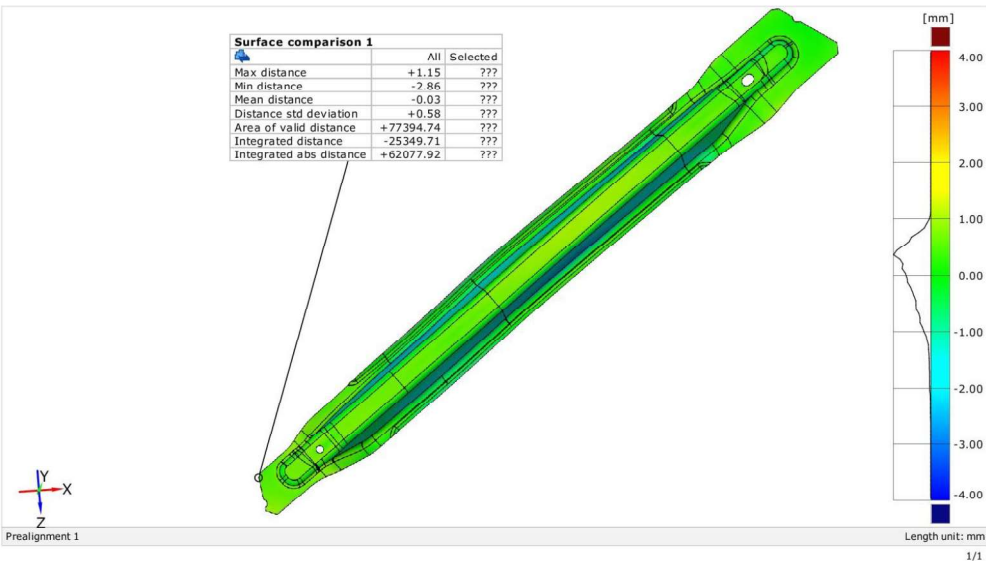 [mm]
Surface comparison 1
All Selected
Max distance +1.15 ???
Min distance -2.86 ???
Mean distance -0.03 ???
Distance std deviation +0.58 ???
Area of valid distance +77394.74 ???
Integrated distance -25349.71 ???
Integrated abs distance +62077.92 ???
4.00
3.00
2.00
1.00
0.00
-1.00
-2.00
-3.00
-4.00
Y
X
Z
Prealignment 1
Length unit: mm
1/1